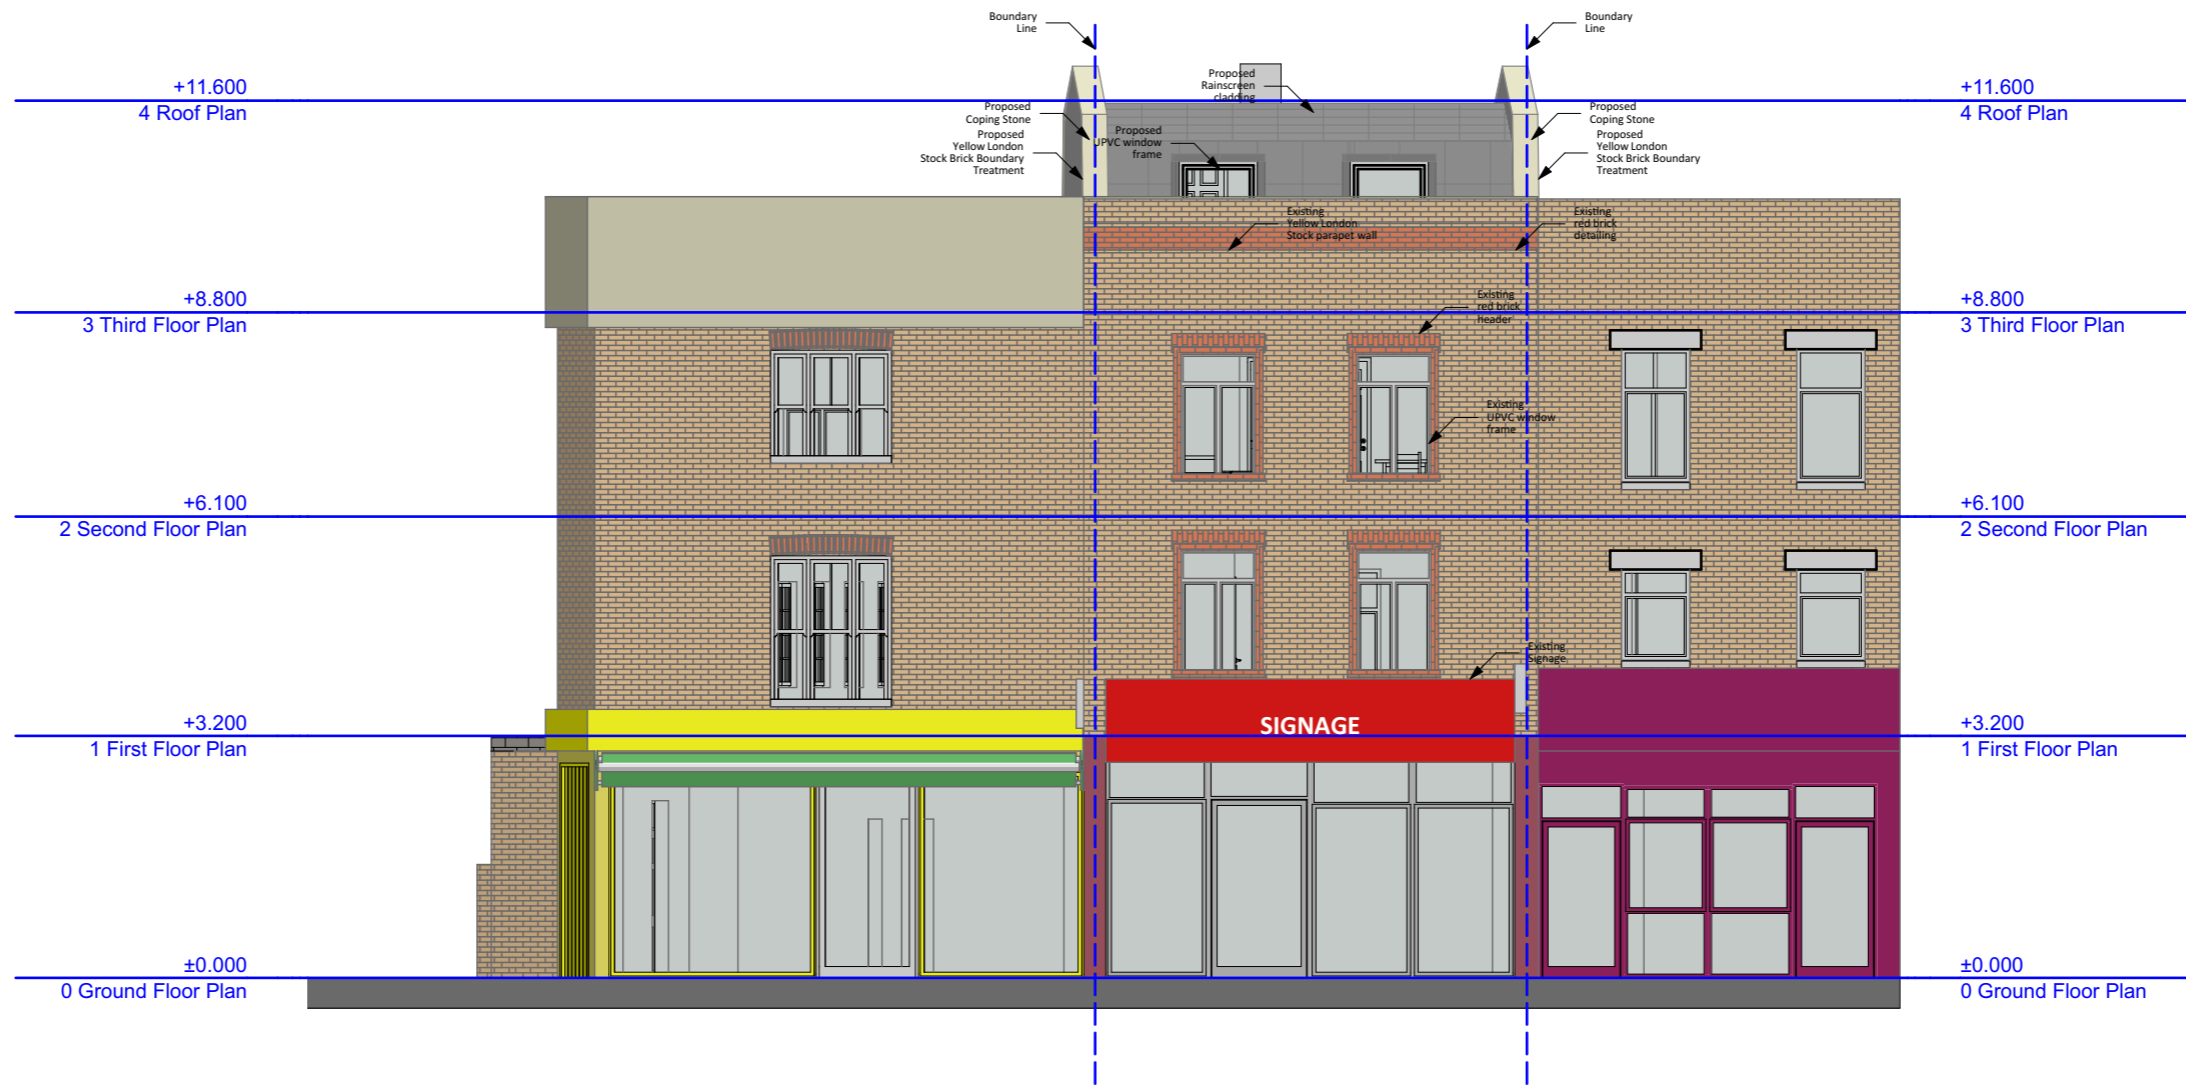 Boundary
Line
Boundary
Line
+11.600
4 Roof Plan
+11.600
4 Roof Plan
Proposed
Rainscreen
cladding
Proposed
Coping Stone
Proposed
Yellow London
Stock Brick Boundary
Treatment
Proposed
UPVC window
frame
Proposed
Coping Stone
Proposed
Yellow London
Stock Brick Boundary
Treatment
Existing
Yellow London
Stock parapet wall
Existing
red brick
detailing
+8.800
3 Third Floor Plan
Existing
red brick
header
+8.800
3 Third Floor Plan
Existing
UPVC window
frame
+6.100
2 Second Floor Plan
+6.100
2 Second Floor Plan
Existing
Signage
+3.200
1 First Floor Plan
SIGNAGE
+3.200
1 First Floor Plan
±0.000
0 Ground Floor Plan
±0.000
0 Ground Floor Plan